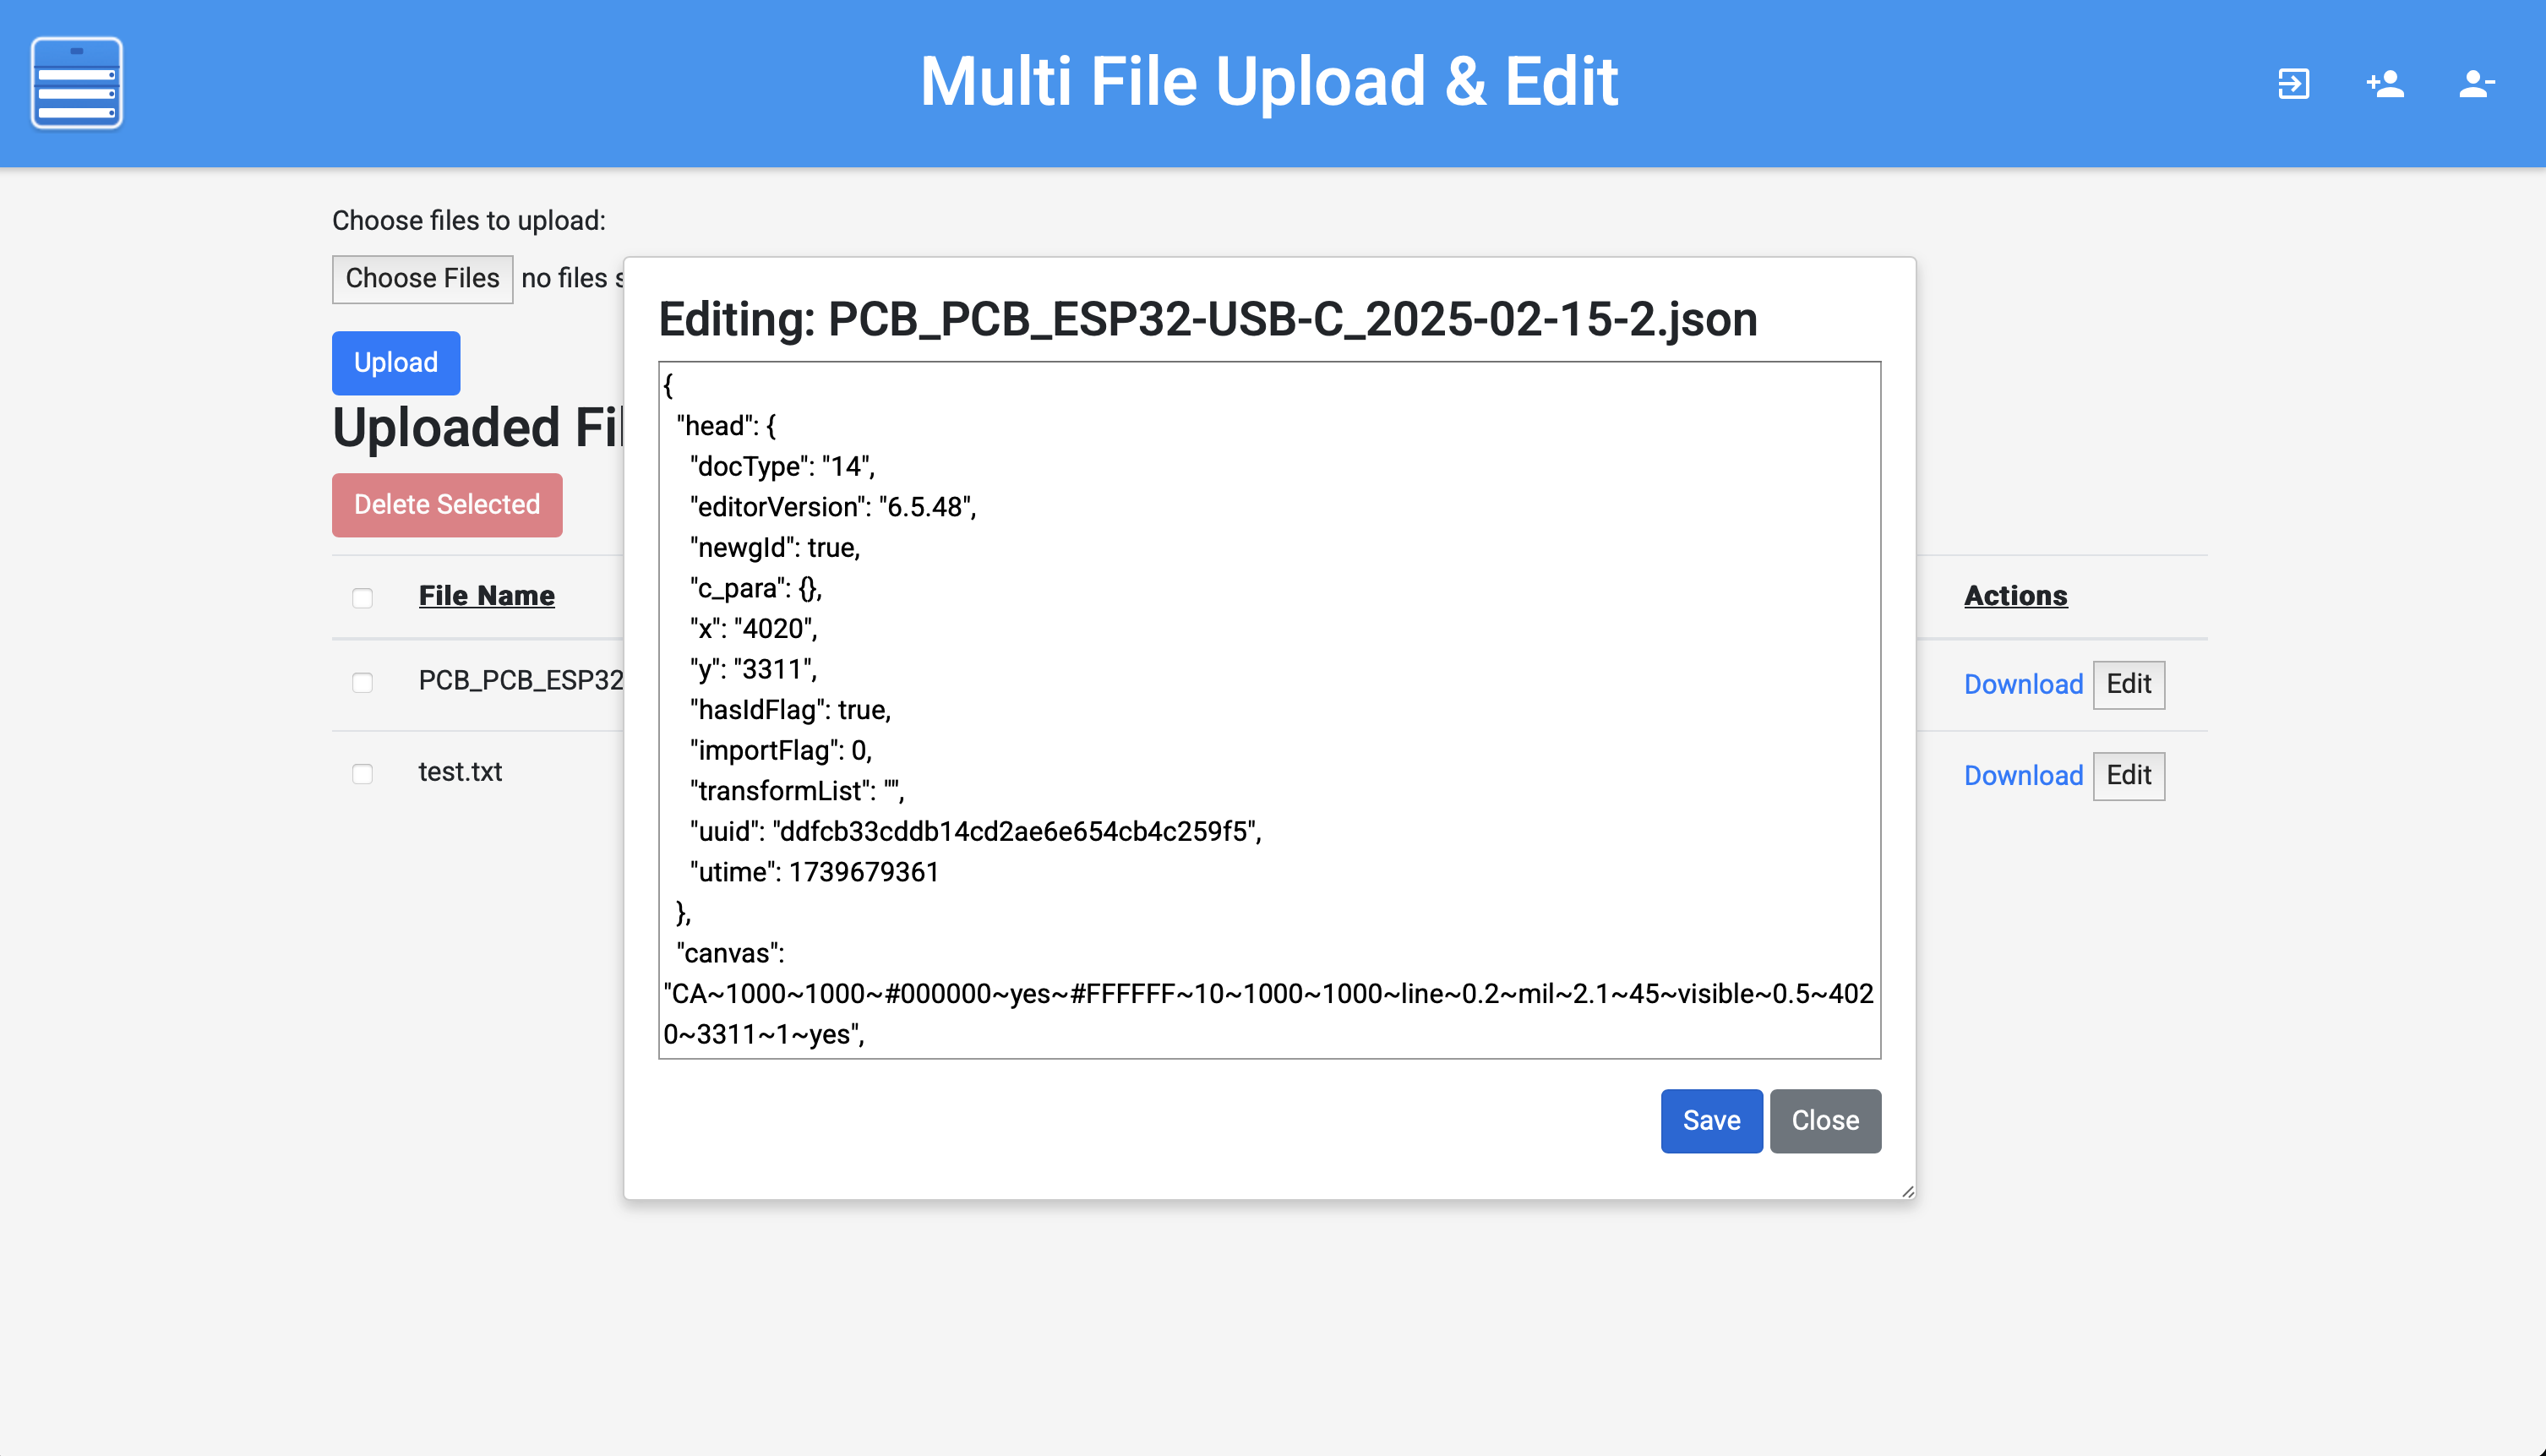 Multi File Upload & Edit
Choose files to upload:
Choose Files no files s
Upload
Uploaded Fil
Delete Selected
File Name
Actions
PCB_PCB_ESP32
Download Edit
test.txt
Download Edit
Editing: PCB_PCB_ESP32-USB-C_2025-02-15-2.json
{
"head": {
"docType": "14",
"editorVersion": "6.5.48",
"newgId": true,
"c_para": {},
"x": "4020",
"y": "3311",
"hasIdFlag": true,
"importFlag": 0,
"transformList": "",
"uuid": "ddfcb33cddb14cd2ae6e654cb4c259f5",
"utime": 1739679361
},
"canvas":
"CA~1000~1000~#000000~yes~#FFFFFF~10~1000~1000~line~0.2~mil~2.1~45~visible~0.5~402
0~3311~1~yes",
Save Close